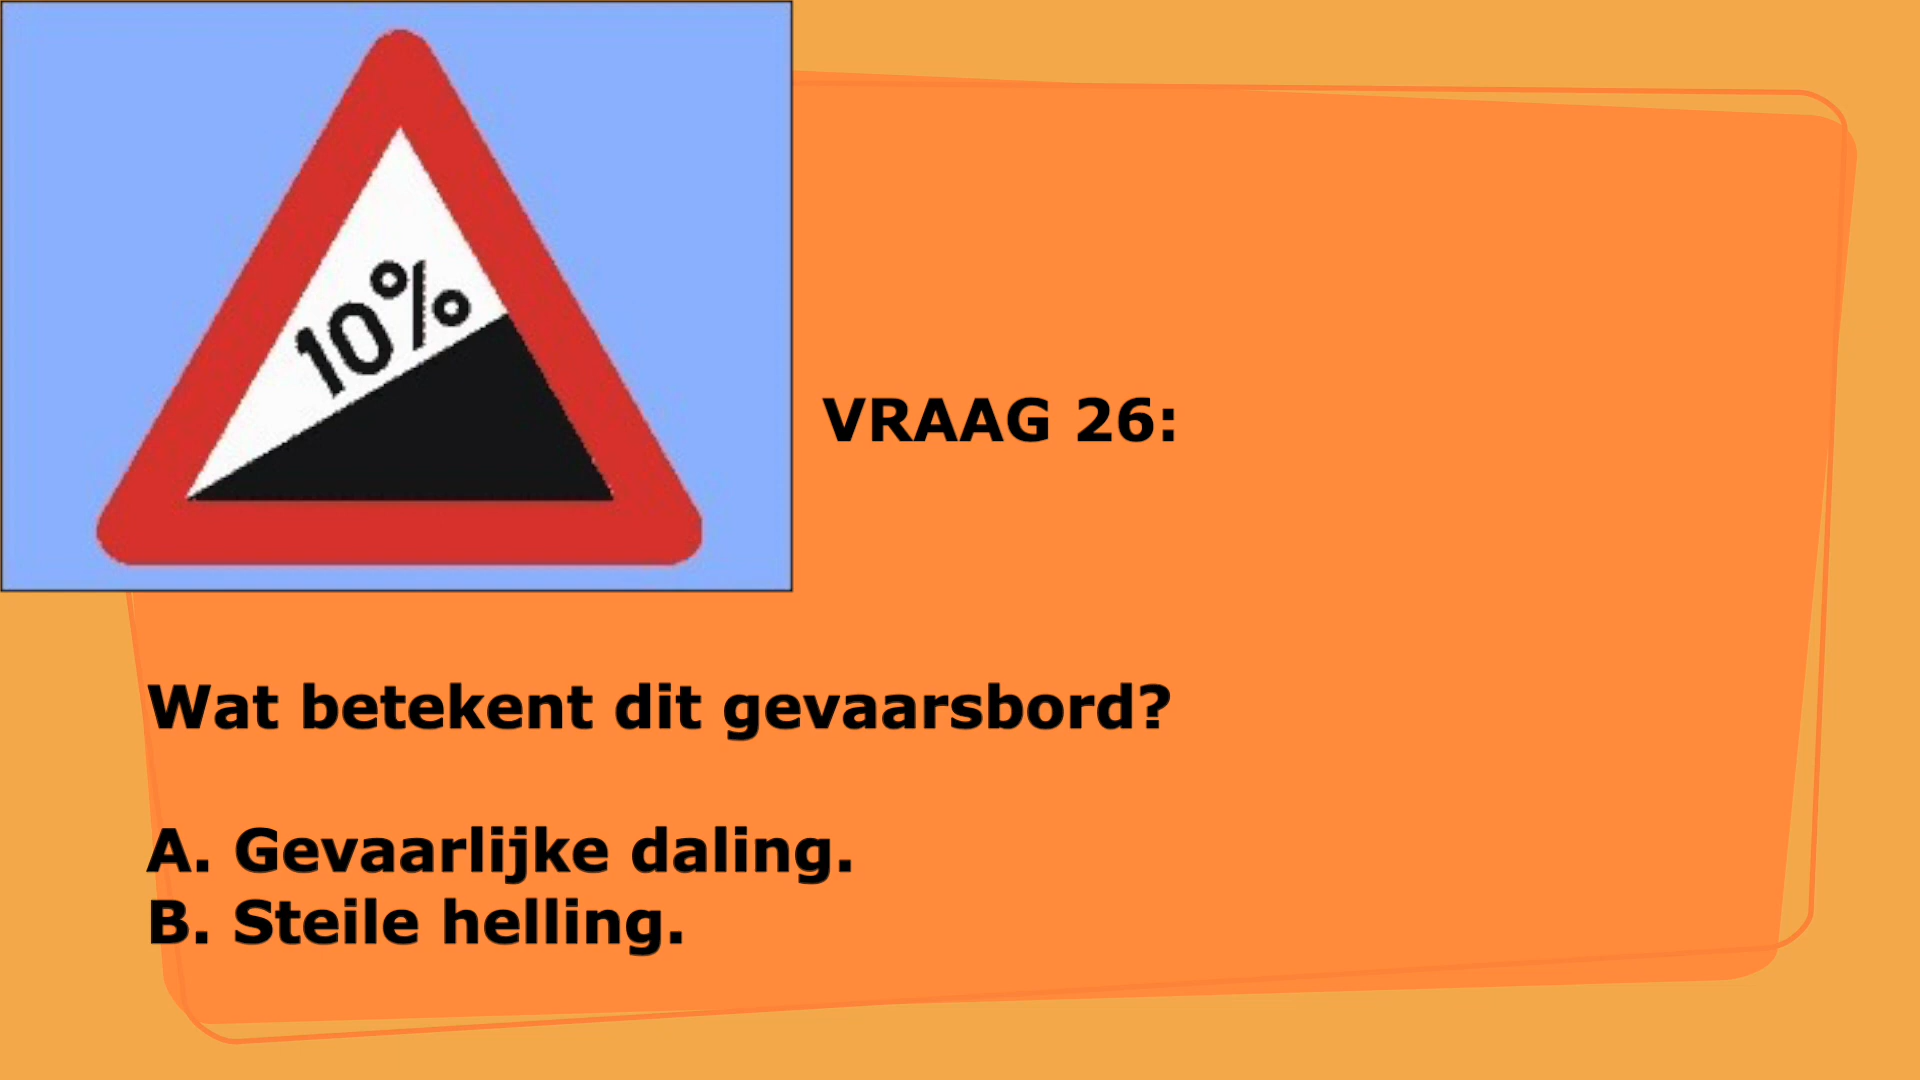 10%
VRAAG 26:
Wat betekent dit gevaarsbord?
A. Gevaarlijke daling.
B. Steile helling.